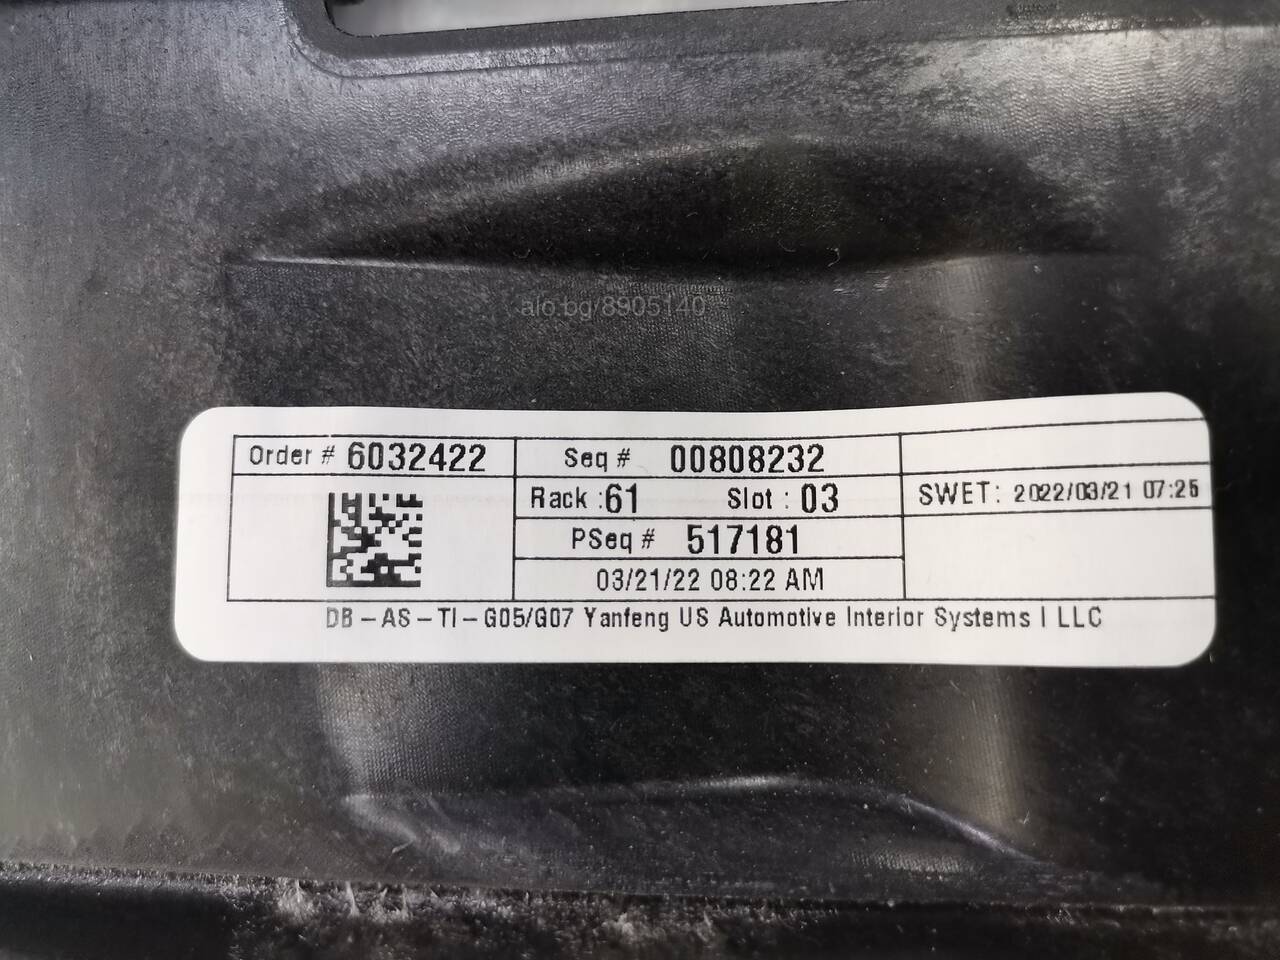 alo.bg/8905140
Order # 6032422 Seq # 00808232
Rack :61 Slot : 03 SWET: 2022/03/21 07:25
PSeq # 517181
03/21/22 08:22 AM
DB-AS-TI-G05/G07 Yanfeng US Automotive Interior Systems I LLC